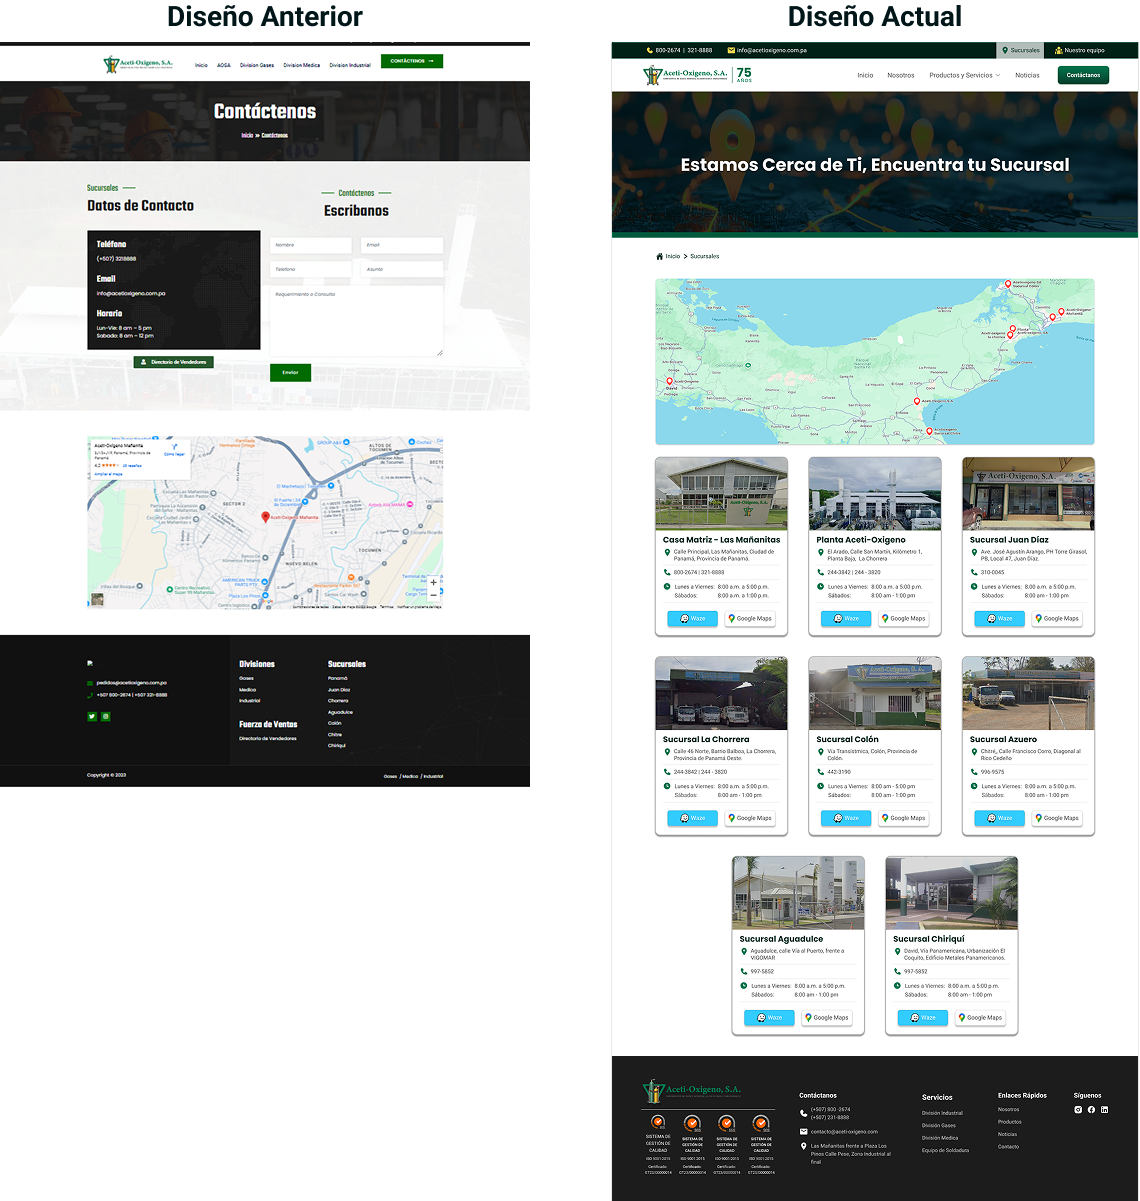 Diseño Anterior
Aceti-Oxígeno, S.A.
Inicio
AOSA
Division Gases
Division Medica
Division Industrial
CONTÁCTENOS
Contáctenos
Inicio » Contáctenos
Sucursales
Datos de Contacto
Teléfono
(+507) 3218888
Email
info@acetioxigeno.com.pa
Horario
Lun-Vie: 8 am – 5 pm
Sabado: 8 am – 12 pm
Directorio de Vendedores
Contáctenos
Escribanos
Nombre
Email
Teléfono
Asunto
Requerimiento o Consulta
Enviar
Aceti-Oxígeno Mañanita
Cómo llegar
Ampliar el mapa
SECTOR 2
Aceti-Oxígeno Mañanita
NUEVO BELEN
TOCUMEN
pedidos@acetioxigeno.com.pa
+507 800-2674 | +507 321-8888
Divisiones
Gases
Medica
Industrial
Fuerza de Ventas
Directorio de Vendedores
Sucursales
Panamá
Juan Díaz
Chorrera
Aguadulce
Colón
Chitre
Chiriqui
Copyright © 2023
Gases / Medica / Industrial
Diseño Actual
800-2674 | 321-8888
info@acetioxigeno.com.pa
Sucursales
Nuestro equipo
Aceti-Oxígeno, S.A.
75
AÑOS
Inicio
Nosotros
Productos y Servicios
Noticias
Contáctanos
Estamos Cerca de Ti, Encuentra tu Sucursal
Inicio > Sucursales
Casa Matriz - Las Mañanitas
Calle Principal, Las Mañanitas, Ciudad de
Panamá, Provincia de Panamá.
800-2674 | 321-8888
Lunes a Viernes: 8:00 a.m. a 5:00 p.m.
Sábados: 8:00 a.m. a 1:00 p.m.
Waze
Google Maps
Planta Aceti-Oxigeno
El Arado, Calle San Martín, Kilómetro 1,
Planta Baja, La Chorrera
244-3842 | 244 - 3820
Lunes a Viernes: 8:00 a.m. a 5:00 p.m.
Sábados: 8:00 am - 1:00 pm
Waze
Google Maps
Sucursal Juan Díaz
Ave. José Agustín Arango, PH Torre Girasol,
PB, Local #7, Juan Díaz.
310-0045
Lunes a Viernes: 8:00 a.m. a 5:00 p.m.
Sábados: 8:00 am - 1:00 pm
Waze
Google Maps
Sucursal La Chorrera
Calle 46 Norte, Barrio Balboa, La Chorrera,
Provincia de Panamá Oeste.
244-3842 | 244 - 3820
Lunes a Viernes: 8:00 a.m. a 5:00 p.m.
Sábados: 8:00 am - 1:00 pm
Waze
Google Maps
Sucursal Colón
Vía Transístmica, Colón, Provincia de
Colón.
442-3190
Lunes a Viernes: 8:00 am - 5:00 pm
Sábados: 8:00 am - 1:00 pm
Waze
Google Maps
Sucursal Azuero
Chitré,, Calle Francisco Corro, Diagonal al
Rico Cedeño
996-9575
Lunes a Viernes: 8:00 a.m. a 5:00 p.m.
Sábados: 8:00 am - 1:00 pm
Waze
Google Maps
Sucursal Aguadulce
Aguadulce, calle Vía al Puerto, frente a
VIGOMAR
997-5852
Lunes a Viernes: 8:00 a.m. a 5:00 p.m.
Sábados: 8:00 am - 1:00 pm
Waze
Google Maps
Sucursal Chiriquí
David, Vía Panamericana, Urbanización El
Coquito, Edificio Metales Panamericanos.
997-5852
Lunes a Viernes: 8:00 a.m. a 5:00 p.m.
Sábados: 8:00 am - 1:00 pm
Waze
Google Maps
Aceti-Oxígeno, S.A.
SISTEMA DE
GESTIÓN DE
CALIDAD
ISO 9001:2015
Certificado
SISTEMA DE
GESTIÓN DE
CALIDAD
ISO 9001:2015
Certificado
SISTEMA DE
GESTIÓN DE
CALIDAD
ISO 9001:2015
Certificado
SISTEMA DE
GESTIÓN DE
CALIDAD
ISO 9001:2015
Certificado
Contáctanos
(+507) 800 -2674
(+507) 231-8888
contacto@aceti-oxigeno.com
Las Mañanitas frente a Plaza Los
Pinos Calle Pese, Zona Industrial al
final
Servicios
División Industrial
División Gases
División Medica
Equipo de Soldadura
Enlaces Rápidos
Nosotros
Productos
Noticias
Contacto
Síguenos